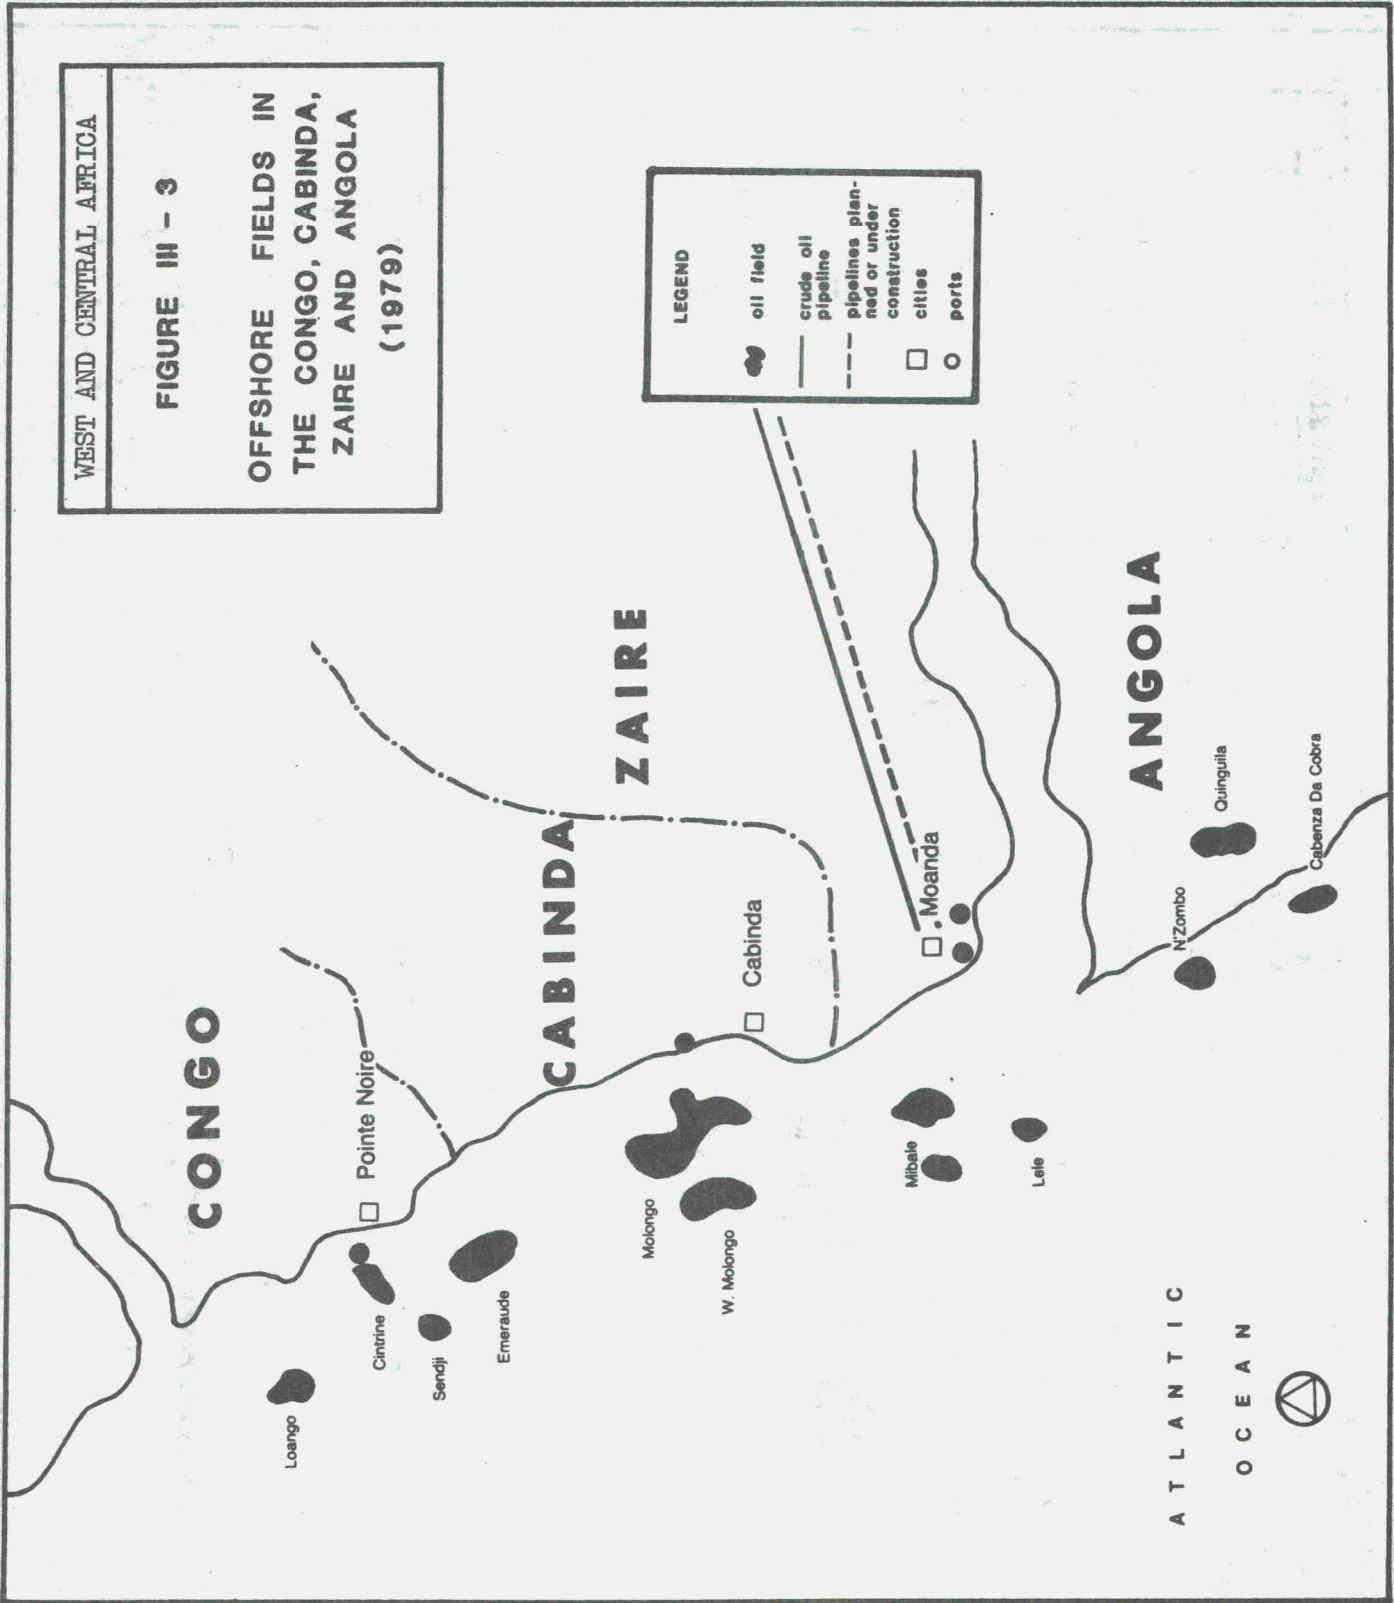 WEST AND CENTRAL AFRICA
FIGURE III - 3
OFFSHORE FIELDS IN
THE CONGO, CABINDA,
ZAIRE AND ANGOLA
(1979)
LEGEND
oil field
crude oil
pipeline
pipelines plan-
ned or under
construction
cities
ports
CONGO
Pointe Noire
Loango
Cintrine
Sendji
Emeraude
CABINDA
ZAIRE
Cabinda
Molongo
W. Molongo
Moanda
Mibale
Lele
ANGOLA
N'Zombo
Quinguila
Cabenza Da Cobra
ATLANTIC
OCEAN